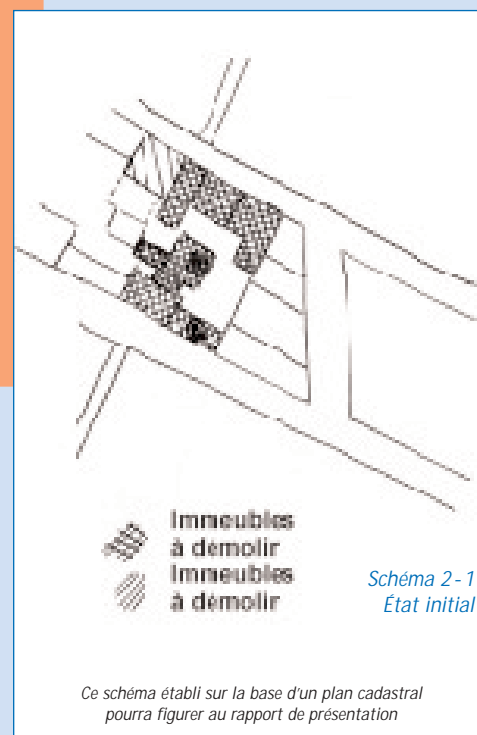 Immeubles
à démolir
Immeubles
à démolir
Schéma 2-1
État initial
Ce schéma établi sur la base d'un plan cadastral
pourra figurer au rapport de présentation